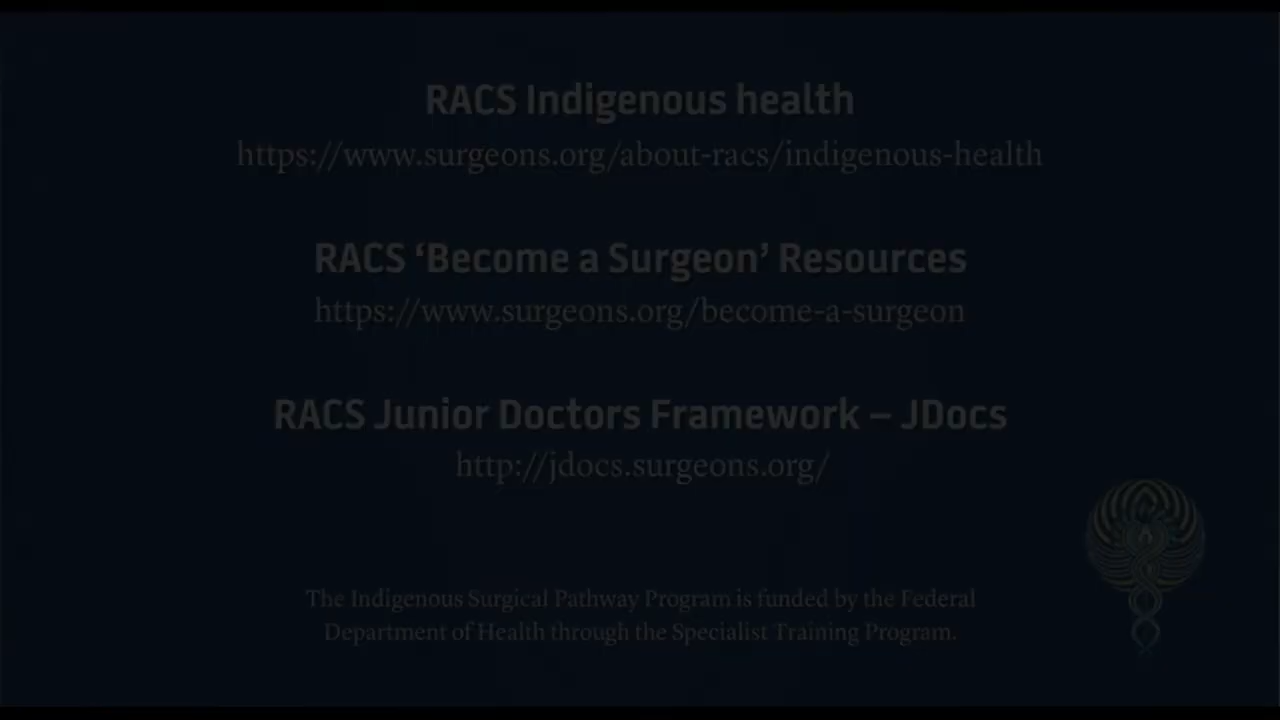 RACS Indigenous health
https://www.surgeons.org/about-racs/indigenous-health
RACS ‘Become a Surgeon’ Resources
https://www.surgeons.org/become-a-surgeon
RACS Junior Doctors Framework – JDocs
http://jdocs.surgeons.org/
The Indigenous Surgical Pathway Program is funded by the Federal
Department of Health through the Specialist Training Program.